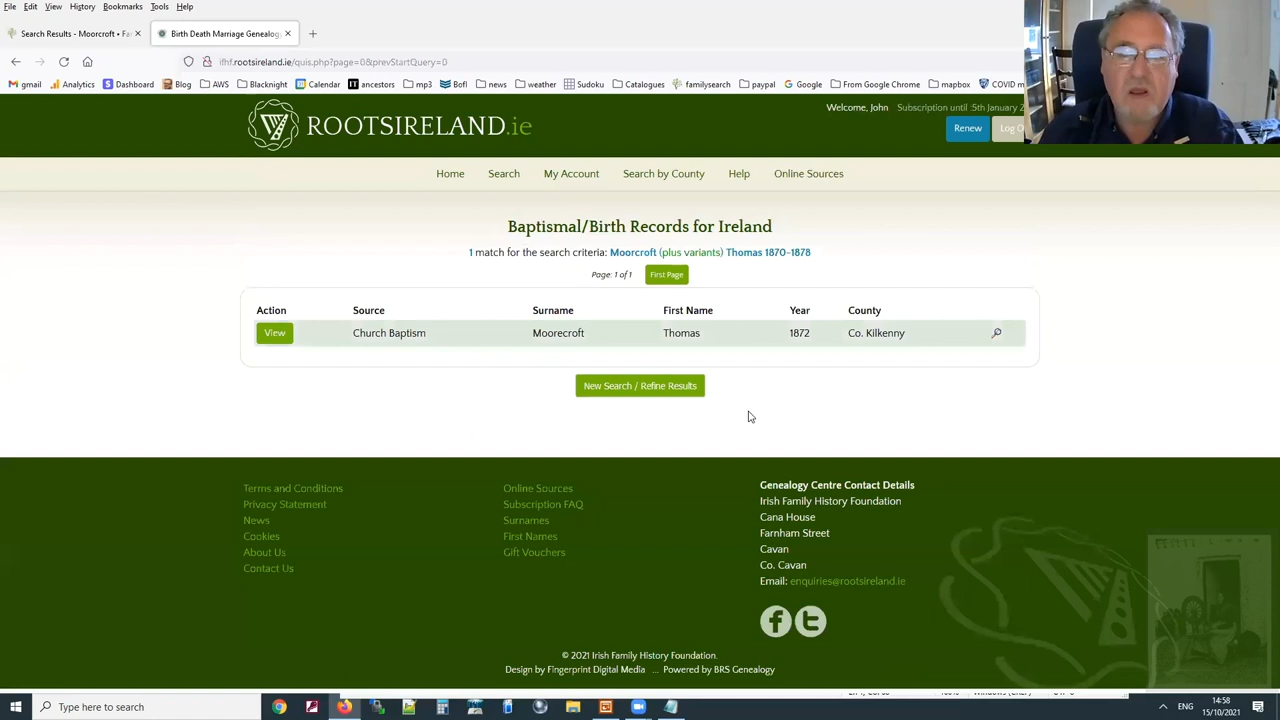 File Edit View History Bookmarks Tools Help
Search Results - Moorcroft • Fa
Birth Death Marriage Genealogy
ifhf.rootsireland.ie/quis.php?page=0&prevStartQuery=0
gmail Analytics Dashboard Blog AWS Bank Calendar ancestors mrp Bofl news weather Sudoku Catalogues familysearch paypal Google From Google Chrome mapbox COVID m
Welcome, John Subscription until :5th January 2
ROOTSIRELAND.ie
Renew Log O
Home Search My Account Search by County Help Online Sources
Baptismal/Birth Records for Ireland
1 match for the search criteria: Moorcroft (plus variants) Thomas 1870-1878
Page: 1 of 1 First Page
Action Source Surname First Name Year County
View Church Baptism Moorecroft Thomas 1872 Co. Kilkenny
New Search / Refine Results
Terms and Conditions
Privacy Statement
News
Cookies
About Us
Contact Us
Online Sources
Subscription FAQ
Surnames
First Names
Gift Vouchers
Genealogy Centre Contact Details
Irish Family History Foundation
Cana House
Farnham Street
Cavan
Co. Cavan
Email: enquiries@rootsireland.ie
© 2021 Irish Family History Foundation.
Design by Fingerprint Digital Media ... Powered by BRS Genealogy
Type here to search
ENG
14:58
15/10/2021